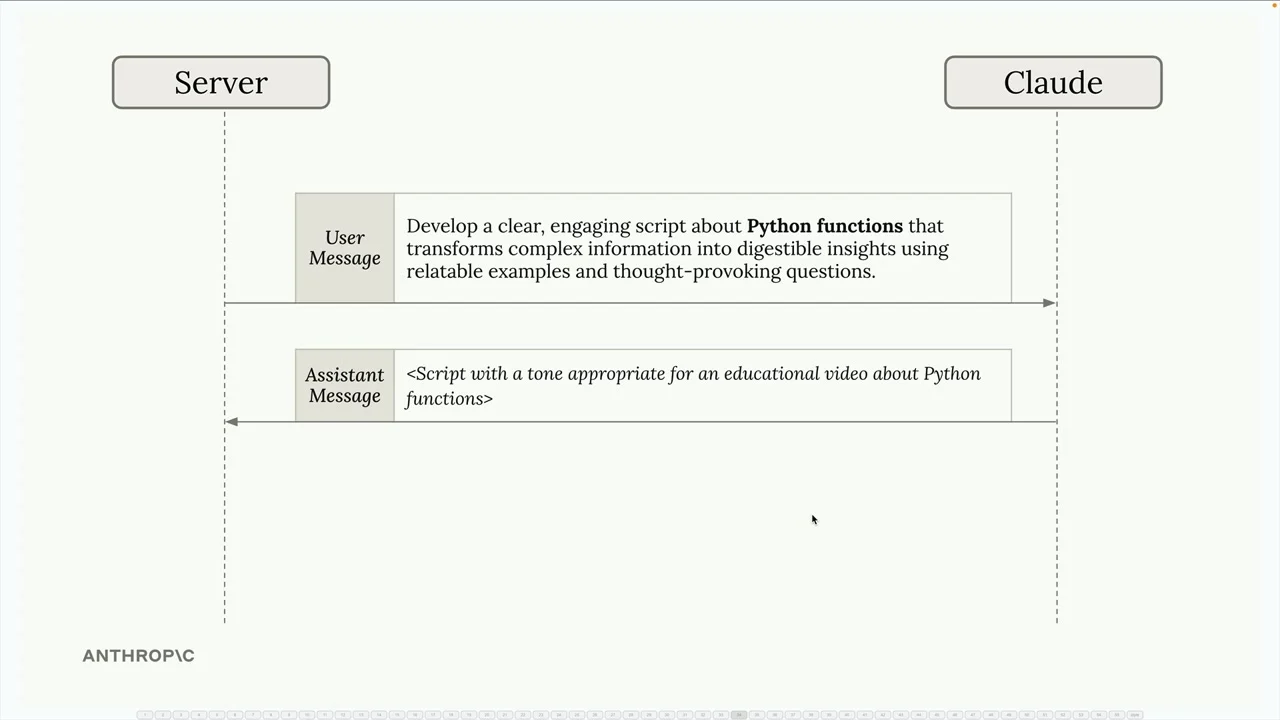 Server
Claude
User
Message
Develop a clear, engaging script about Python functions that
transforms complex information into digestible insights using
relatable examples and thought-provoking questions.
Assistant
Message
<Script with a tone appropriate for an educational video about Python
functions>
ANTHROP\C